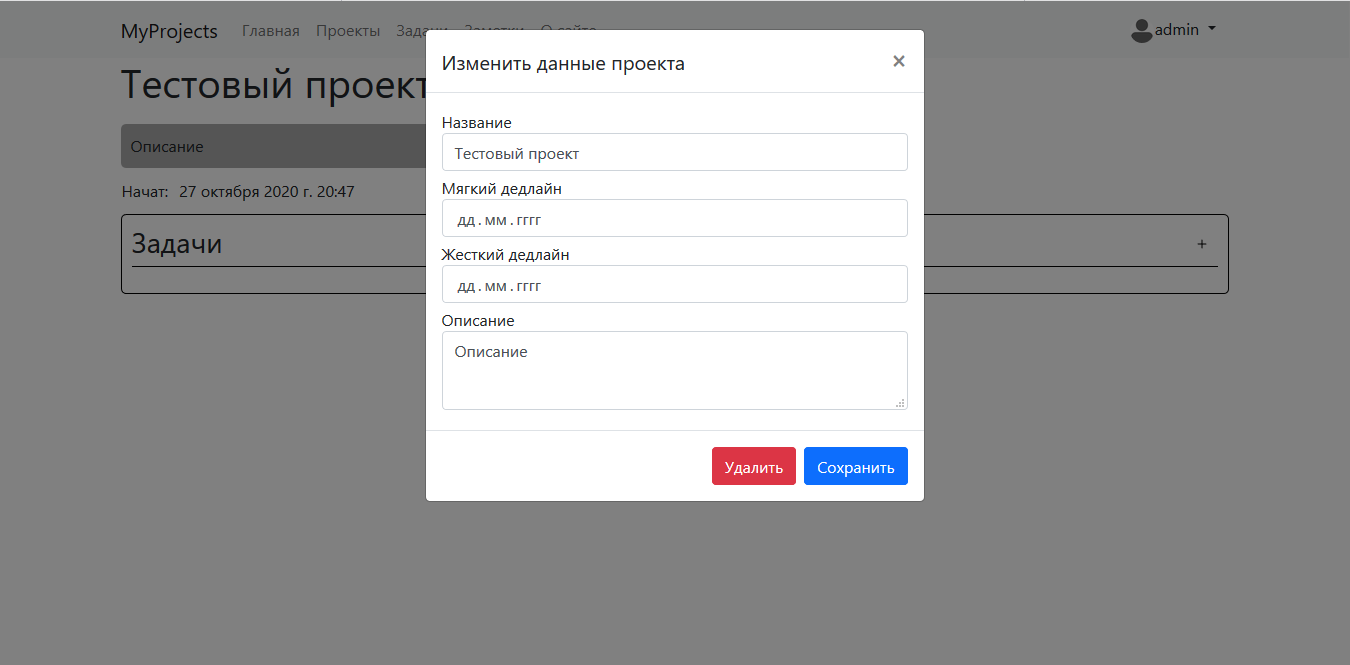 MyProjects Главная Проекты Задачи Заметки О сайте admin
Изменить данные проекта ×
Тестовый проект
Название
Описание
Тестовый проект
Мягкий дедлайн
Начат: 27 октября 2020 г. 20:47
дд.мм.гггг
Задачи +
Жесткий дедлайн
дд.мм.гггг
Описание
Описание
Удалить Сохранить